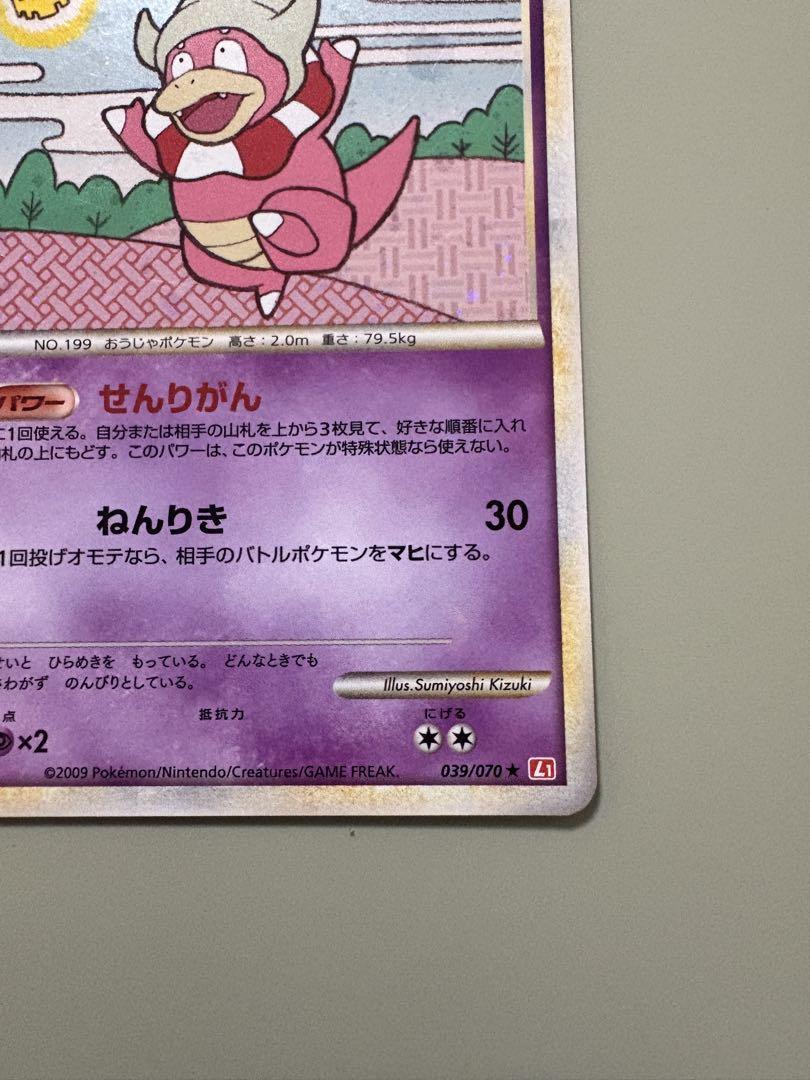 NO.199 おうじゃポケモン 高さ:2.0m 重さ:79.5kg
パワー せんりがん
に1回使える。自分または相手の山札を上から3枚見て、好きな順番に入れ
札の上にもどす。このパワーは、このポケモンが特殊状態なら使えない。
ねんりき 30
1回投げオモテなら、相手のバトルポケモンをマヒにする。
せいと ひらめきを もっている。 どんなときでも
さわがず のんびりとしている。
Illus.Sumiyoshi Kizuki
点 抵抗力 にげる
×2
©2009 Pokémon/Nintendo/Creatures/GAME FREAK. 039/070 ★ L1